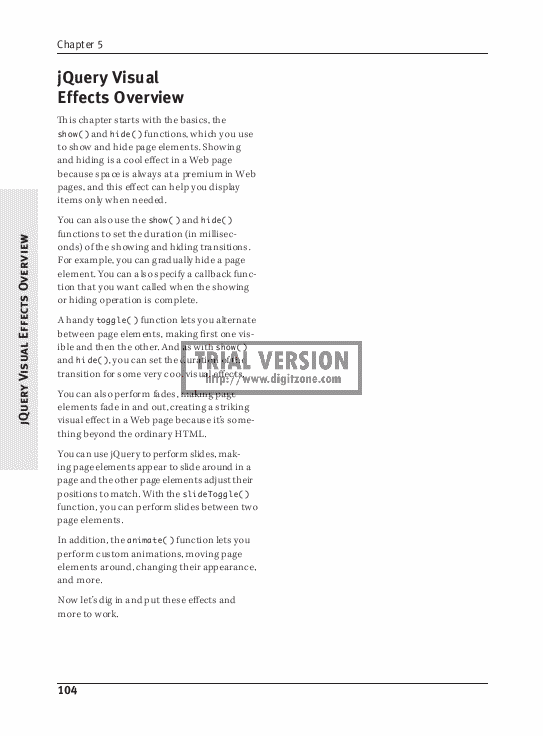 Chapter 5
jQuery Visual
Effects Overview
This chapter starts with the basics, the
show() and hide() functions, which you use
to show and hide page elements. Showing
and hiding is a cool effect in a Web page
because space is always at a premium in Web
pages, and this effect can help you display
items only when needed.
You can also use the show() and hide()
functions to set the duration (in millisec-
onds) of the showing and hiding transitions.
For example, you can gradually hide a page
element. You can also specify a callback func-
tion that you want called when the showing
or hiding operation is complete.
A handy toggle() function lets you alternate
between page elements, making first one vis-
ible and then the other. And as with show()
and hide(), you can set the duration of the
transition for some very cool visual effects.
You can also perform fades, making page
elements fade in and out, creating a striking
visual effect in a Web page because it's some-
thing beyond the ordinary HTML.
You can use jQuery to perform slides, mak-
ing page elements appear to slide around in a
page and the other page elements adjust their
positions to match. With the slideToggle()
function, you can perform slides between two
page elements.
In addition, the animate() function lets you
perform custom animations, moving page
elements around, changing their appearance,
and more.
Now let's dig in and put these effects and
more to work.
jQuery Visual Effects Overview
TRIAL VERSION
http://www.digitzone.com
104